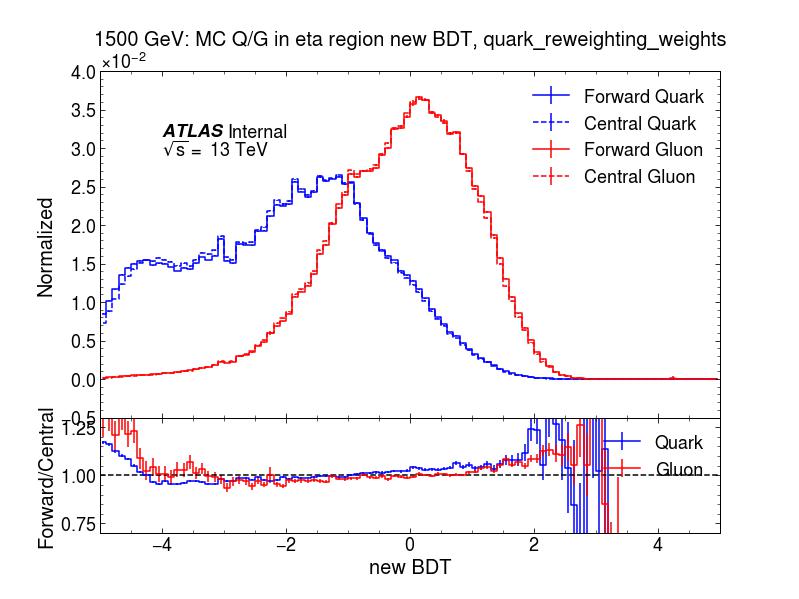 1500 GeV: MC Q/G in eta region new BDT, quark_reweighting_weights
×10⁻²
4.0
3.5
3.0
2.5
2.0
1.5
1.0
0.5
0.0
Normalized
ATLAS Internal
√s = 13 TeV
Forward Quark
Central Quark
Forward Gluon
Central Gluon
1.25
1.00
0.75
Forward/Central
Quark
Gluon
−4 −2 0 2 4
new BDT